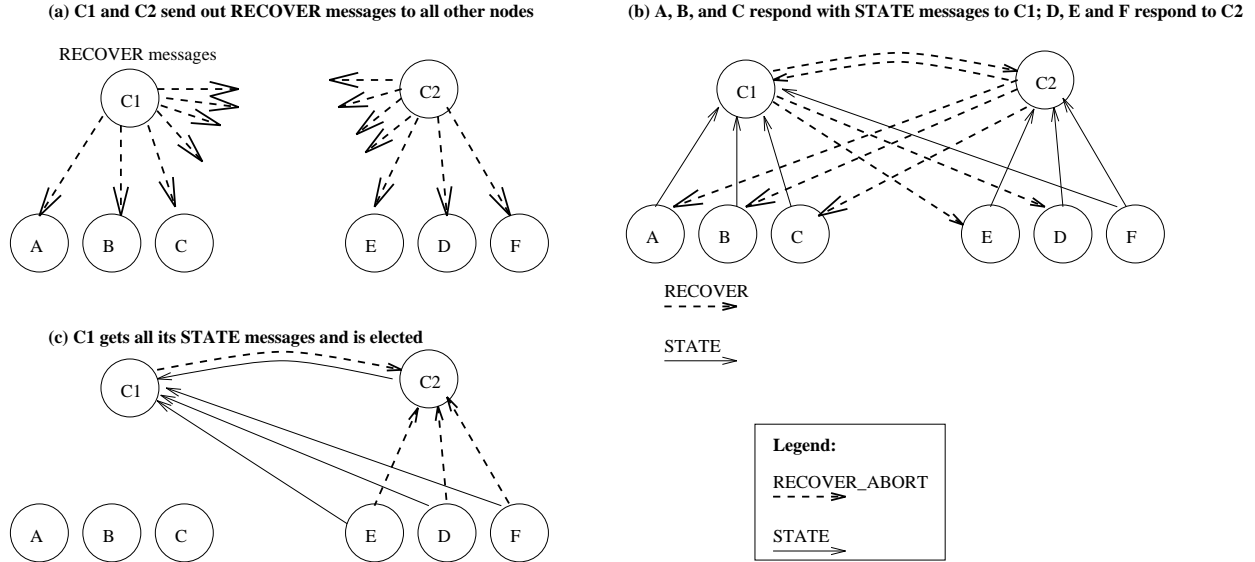 (a) C1 and C2 send out RECOVER messages to all other nodes
RECOVER messages
C1
C2
A
B
C
E
D
F
(b) A, B, and C respond with STATE messages to C1; D, E and F respond to C2
C1
C2
A
B
C
E
D
F
RECOVER
STATE
(c) C1 gets all its STATE messages and is elected
C1
C2
A
B
C
E
D
F
Legend:
RECOVER_ABORT
STATE